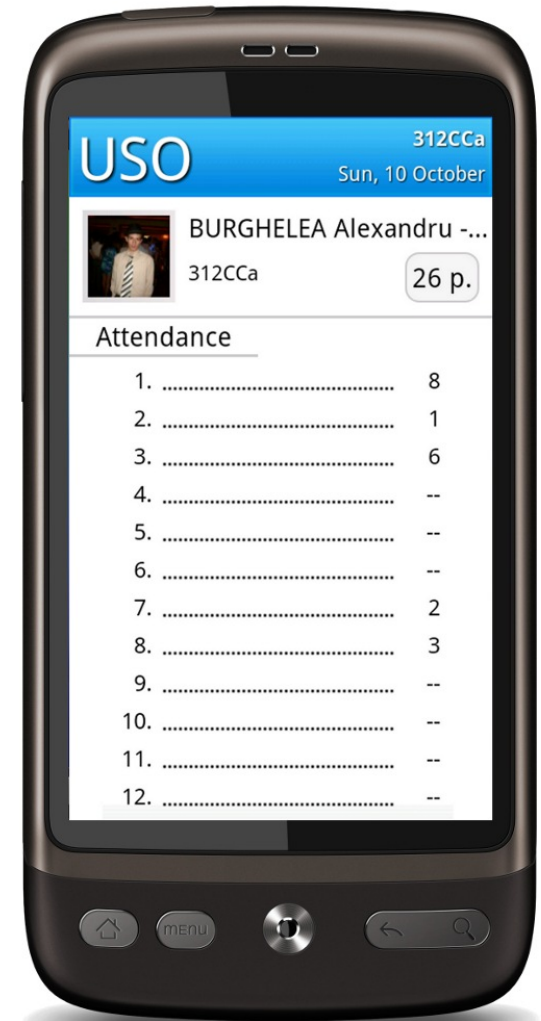 USO
312CCa
Sun, 10 October
BURGHELEA Alexandru -...
312CCa
26 p.
Attendance
1. ........................................ 8
2. ........................................ 1
3. ........................................ 6
4. ........................................ --
5. ........................................ --
6. ........................................ --
7. ........................................ 2
8. ........................................ 3
9. ........................................ --
10. ........................................ --
11. ........................................ --
12. ........................................ --
menu